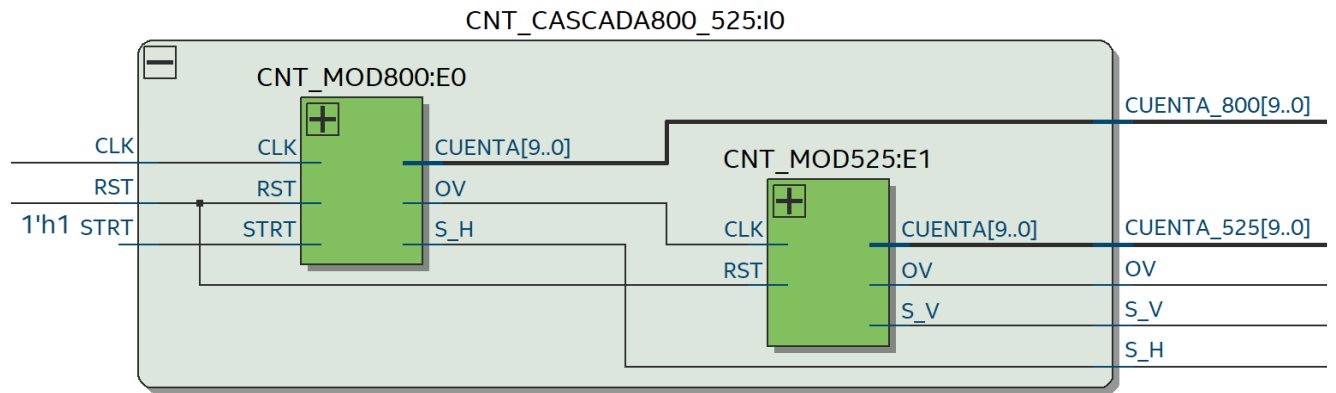 CNT_CASCADA800_525:I0
CNT_MOD800:E0
CUENTA_800[9..0]
CLK CLK CUENTA[9..0] CNT_MOD525:E1
RST RST OV
1'h1 STRT STRT S_H CLK CUENTA[9..0] CUENTA_525[9..0]
RST OV OV
S_V S_V
S_H